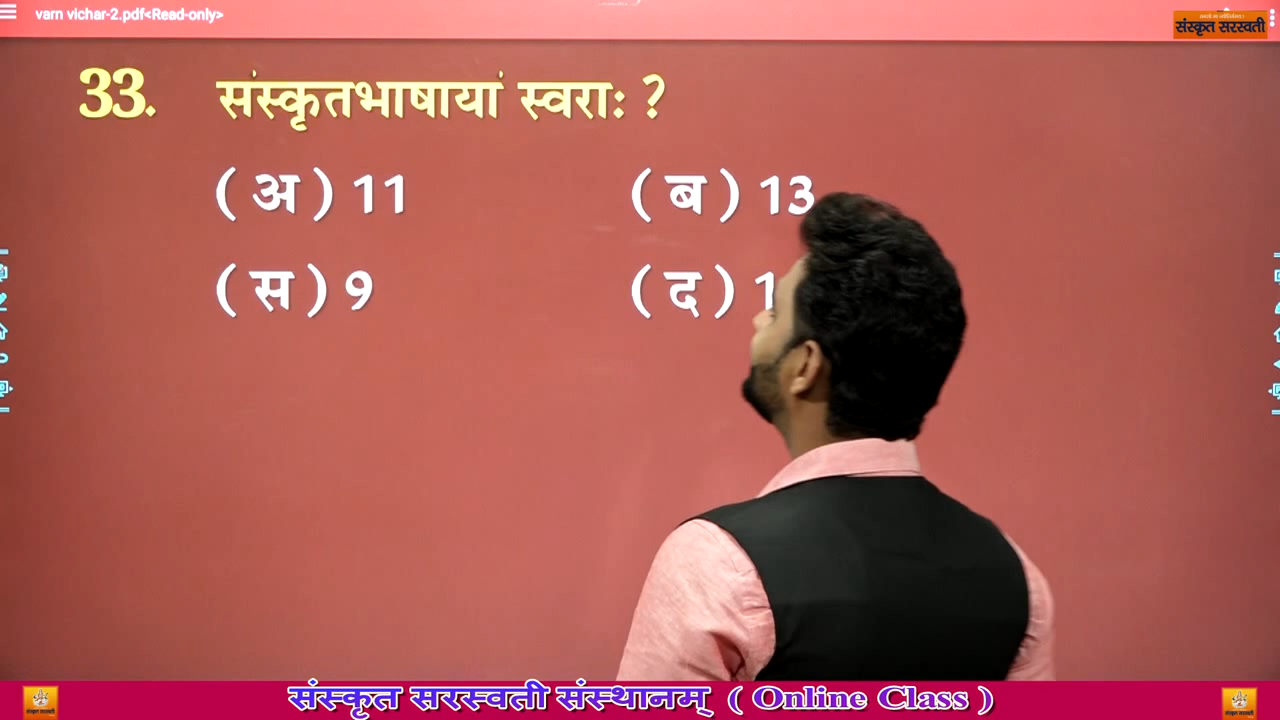 varn vichar-2.pdf<Read-only>
संस्कृत सरस्वती
33. संस्कृतभाषायां स्वराः ?
( अ ) 11 ( ब ) 13
( स ) 9 ( द ) 1
संस्कृत सरस्वती संस्थानम् ( Online Class )